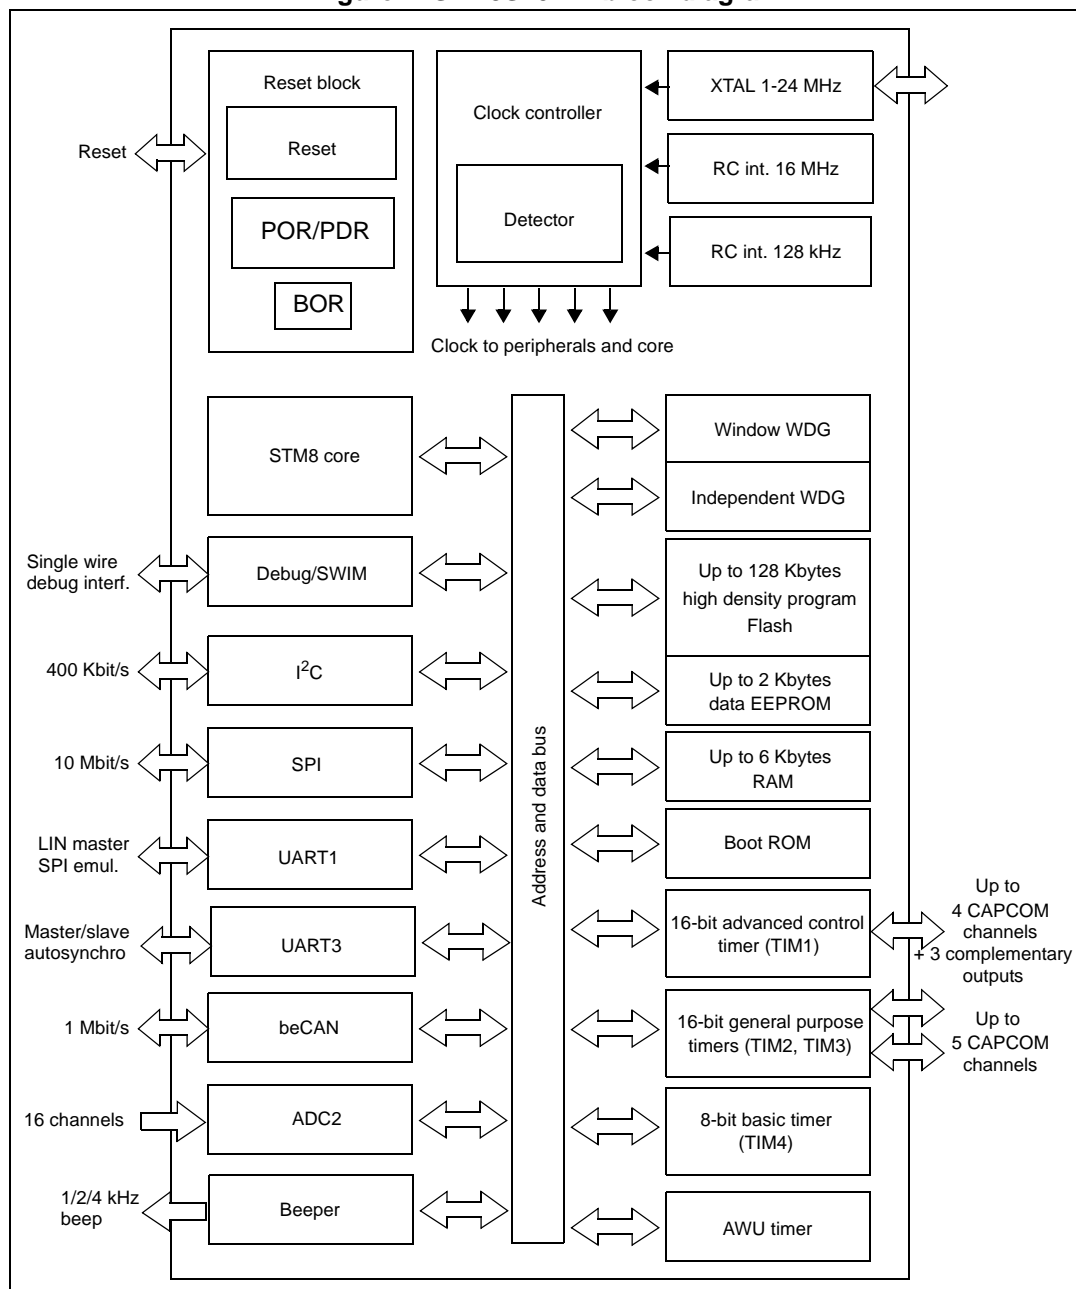 Reset block
Reset
POR/PDR
BOR
Reset
Clock controller
Detector
XTAL 1-24 MHz
RC int. 16 MHz
RC int. 128 kHz
Clock to peripherals and core
STM8 core
Single wire
debug interf.
Debug/SWIM
400 Kbit/s
I²C
10 Mbit/s
SPI
LIN master
SPI emul.
UART1
Master/slave
autosynchro
UART3
1 Mbit/s
beCAN
16 channels
ADC2
1/2/4 kHz
beep
Beeper
Address and data bus
Window WDG
Independent WDG
Up to 128 Kbytes
high density program
Flash
Up to 2 Kbytes
data EEPROM
Up to 6 Kbytes
RAM
Boot ROM
16-bit advanced control
timer (TIM1)
Up to
4 CAPCOM
channels
+ 3 complementary
outputs
16-bit general purpose
timers (TIM2, TIM3)
Up to
5 CAPCOM
channels
8-bit basic timer
(TIM4)
AWU timer